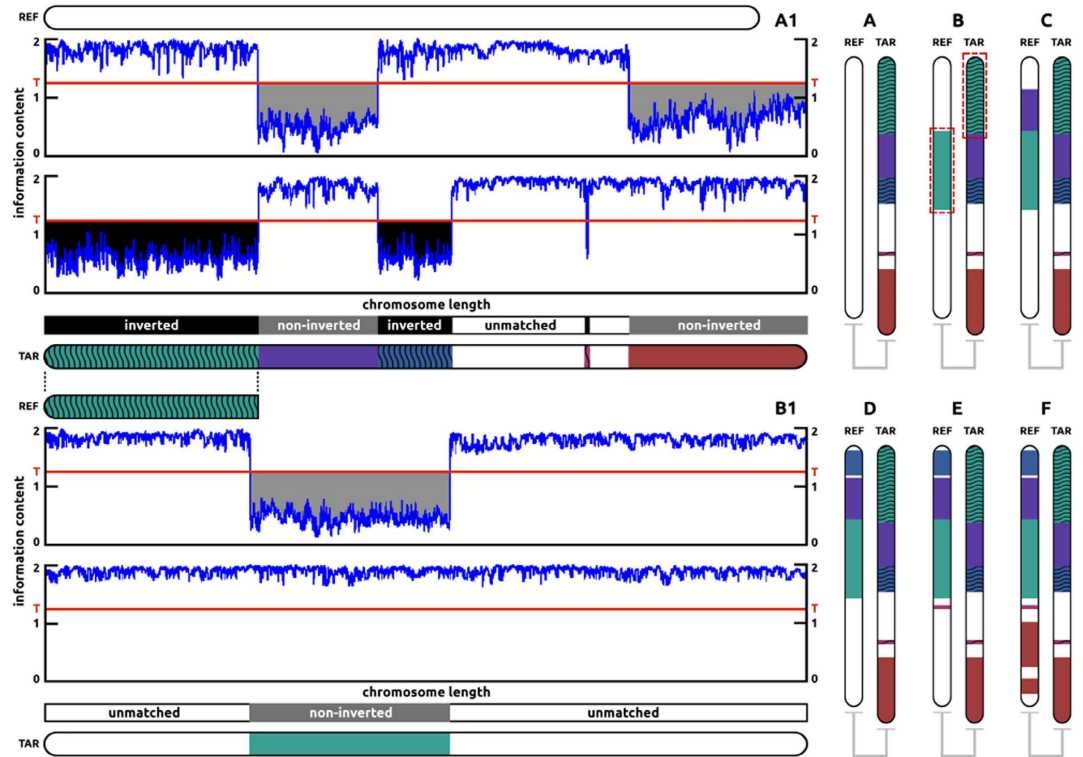 REF
A1
2
2
T
T
1
1
0
0
information content
2
2
T
T
1
1
0
0
chromosome length
inverted non-inverted inverted unmatched non-inverted
TAR
REF
B1
2
2
T
T
1
1
0
0
information content
2
2
T
T
1
1
0
0
chromosome length
unmatched non-inverted unmatched
TAR
A B C
REF TAR REF TAR REF TAR
D E F
REF TAR REF TAR REF TAR